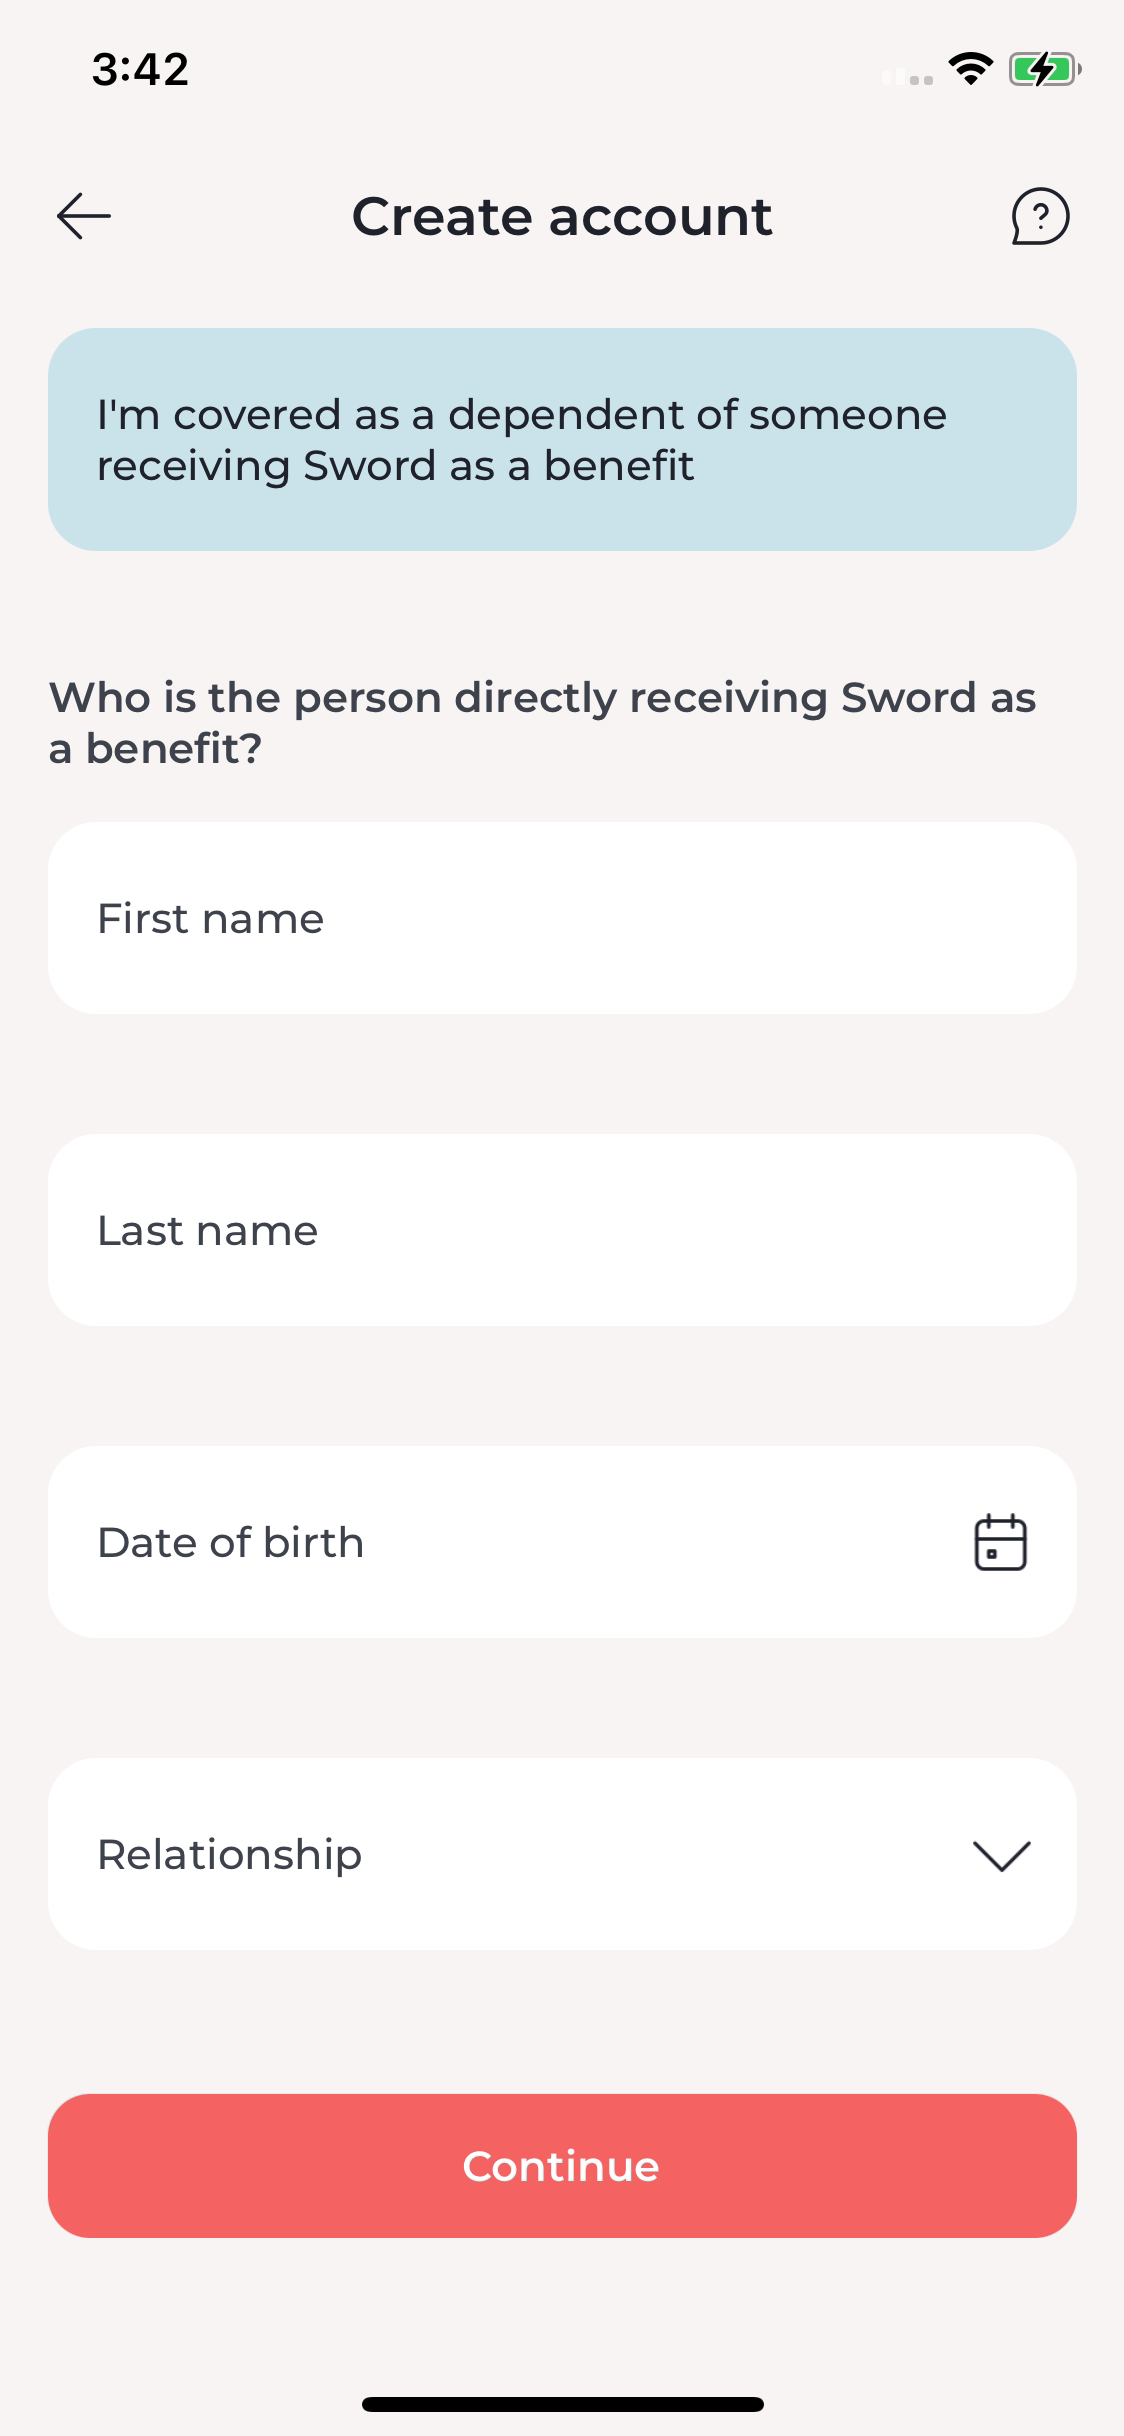 3:42
Create account
I'm covered as a dependent of someone
receiving Sword as a benefit
Who is the person directly receiving Sword as
a benefit?
First name
Last name
Date of birth
Relationship
Continue